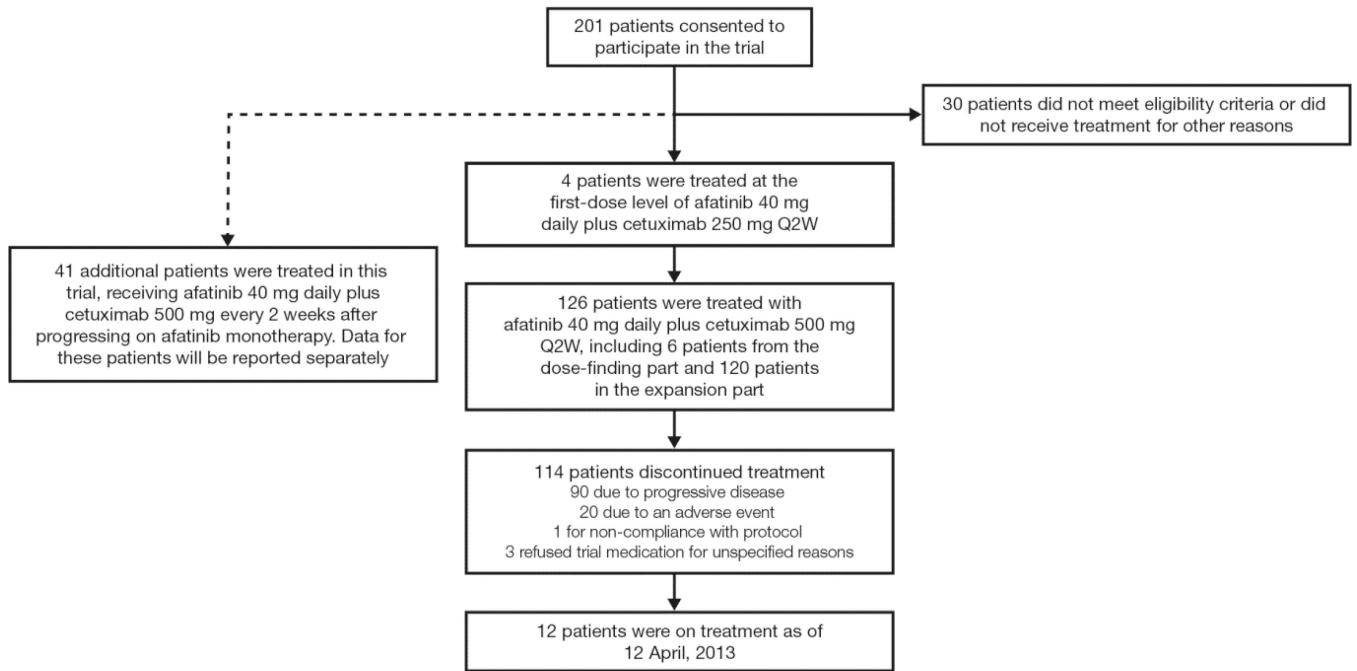 201 patients consented to
participate in the trial
30 patients did not meet eligibility criteria or did
not receive treatment for other reasons
4 patients were treated at the
first-dose level of afatinib 40 mg
daily plus cetuximab 250 mg Q2W
41 additional patients were treated in this
trial, receiving afatinib 40 mg daily plus
cetuximab 500 mg every 2 weeks after
progressing on afatinib monotherapy. Data for
these patients will be reported separately
126 patients were treated with
afatinib 40 mg daily plus cetuximab 500 mg
Q2W, including 6 patients from the
dose-finding part and 120 patients
in the expansion part
114 patients discontinued treatment
90 due to progressive disease
20 due to an adverse event
1 for non-compliance with protocol
3 refused trial medication for unspecified reasons
12 patients were on treatment as of
12 April, 2013